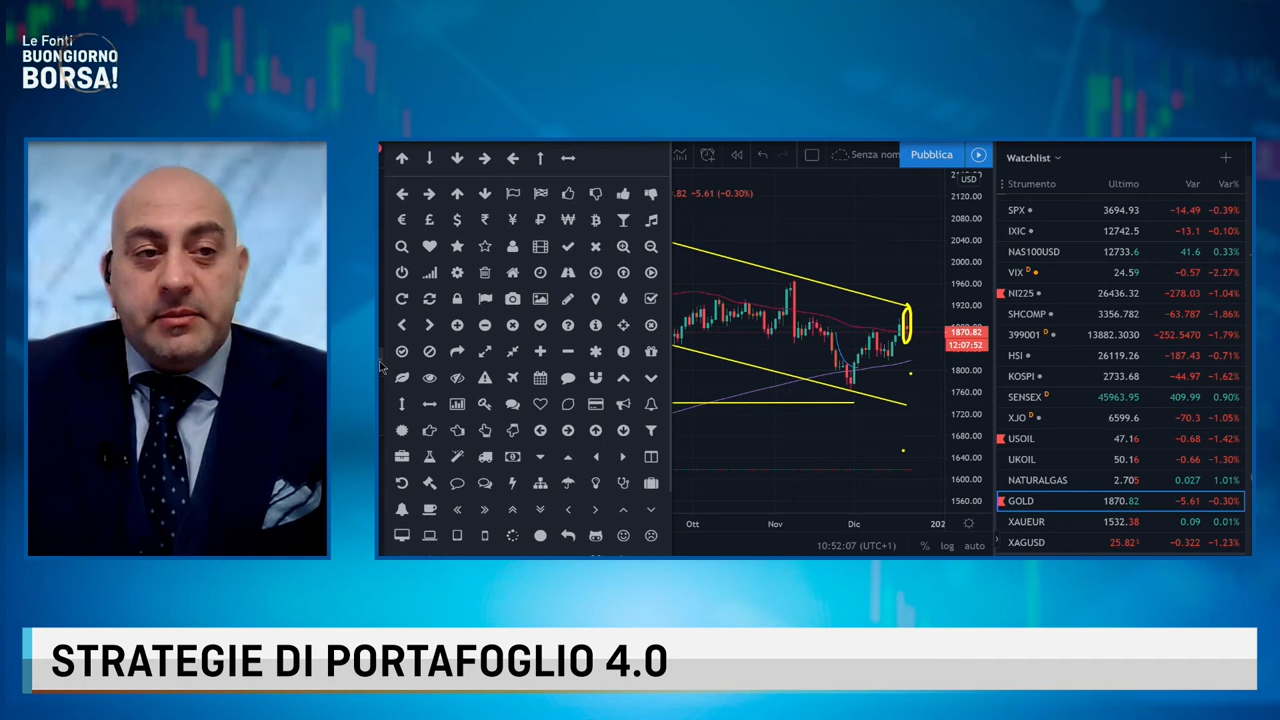 Le Fonti
BUONGIORNO
BORSA!
Senza nom
Pubblica
Watchlist
USD
.82 −5.61 (−0.30%)
2120.00
2080.00
2040.00
2000.00
1960.00
1920.00
1870.82
12:07:52
1840.00
1800.00
1760.00
1720.00
1680.00
1640.00
1600.00
1560.00
Ott Nov Dic 202
10:52:07 (UTC+1) % log auto
Strumento Ultimo Var Var%
SPX 3694.93 −14.49 −0.39%
IXIC 12742.5 −13.1 −0.10%
NAS100USD 12733.6 41.6 0.33%
VIX D 24.59 −0.57 −2.27%
NI225 26436.32 −278.03 −1.04%
SHCOMP 3356.782 −63.787 −1.86%
399001 D 13882.3030 −252.5470 −1.79%
HSI 26119.26 −187.43 −0.71%
KOSPI 2733.68 −44.97 −1.62%
SENSEX D 45963.95 409.99 0.90%
XJO D 6599.6 −70.3 −1.05%
USOIL 47.16 −0.68 −1.42%
UKOIL 50.16 −0.66 −1.30%
NATURALGAS 2.705 0.027 1.01%
GOLD 1870.82 −5.61 −0.30%
XAUEUR 1532.38 0.09 0.01%
XAGUSD 25.823 −0.322 −1.23%
STRATEGIE DI PORTAFOGLIO 4.0